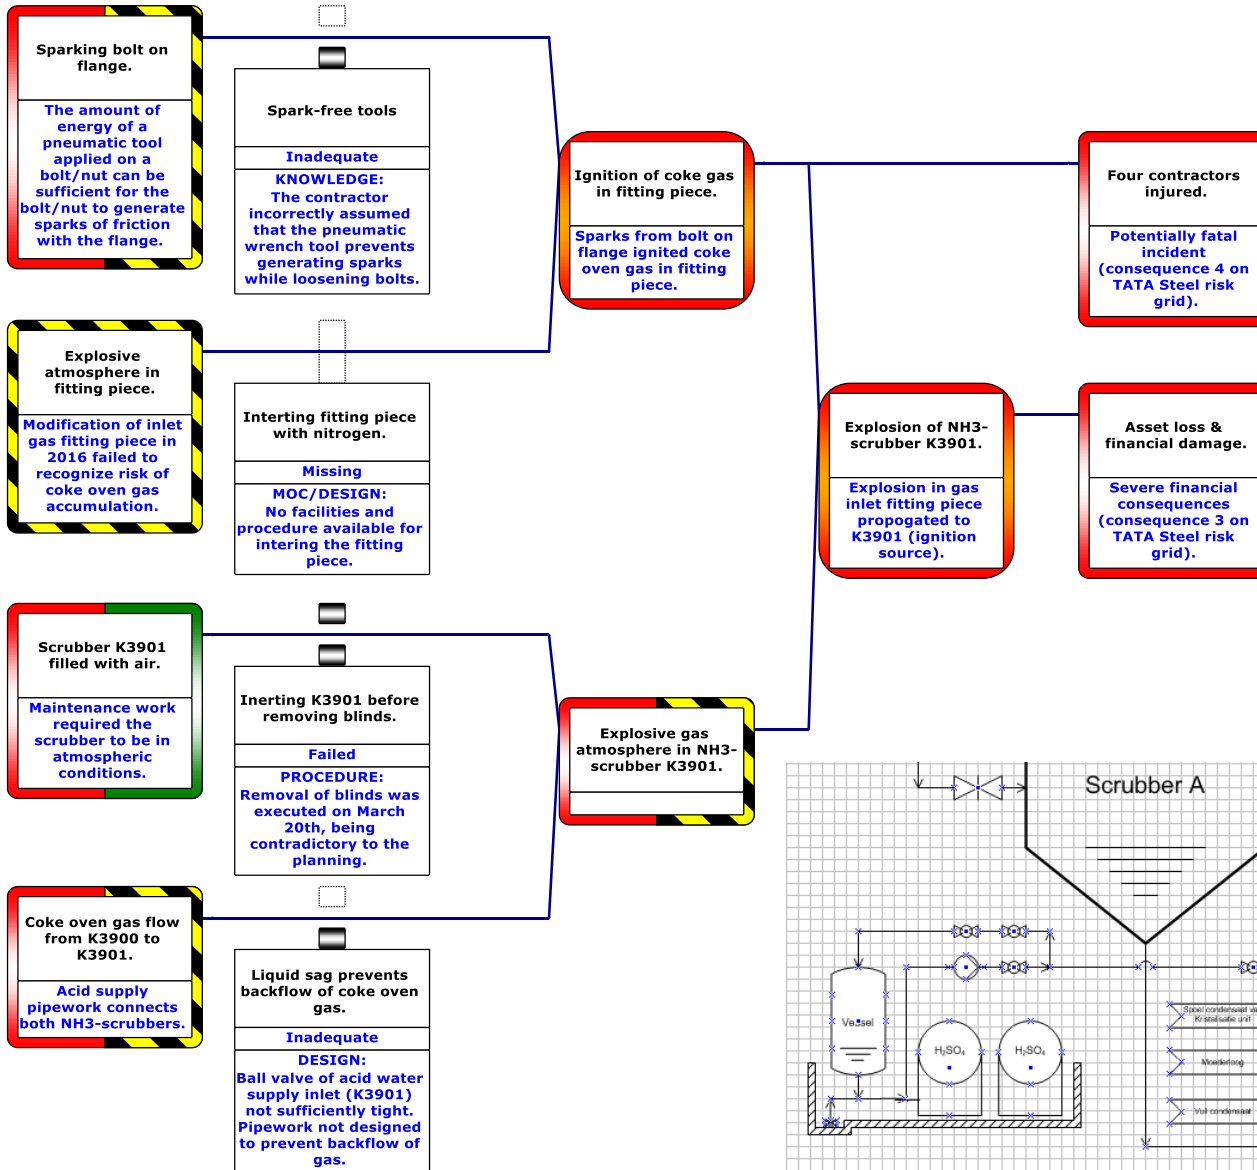 Sparking bolt on
flange.
The amount of
energy of a
pneumatic tool
applied on a
bolt/nut can be
sufficient for the
bolt/nut to generate
sparks of friction
with the flange.
Spark-free tools
Inadequate
KNOWLEDGE:
The contractor
incorrectly assumed
that the pneumatic
wrench tool prevents
generating sparks
while loosening bolts.
Ignition of coke gas
in fitting piece.
Sparks from bolt on
flange ignited coke
oven gas in fitting
piece.
Four contractors
injured.
Potentially fatal
incident
(consequence 4 on
TATA Steel risk
grid).
Explosive
atmosphere in
fitting piece.
Modification of inlet
gas fitting piece in
2016 failed to
recognize risk of
coke oven gas
accumulation.
Interting fitting piece
with nitrogen.
Missing
MOC/DESIGN:
No facilities and
procedure available for
intering the fitting
piece.
Explosion of NH3-
scrubber K3901.
Explosion in gas
inlet fitting piece
propogated to
K3901 (ignition
source).
Asset loss &
financial damage.
Severe financial
consequences
(consequence 3 on
TATA Steel risk
grid).
Scrubber K3901
filled with air.
Maintenance work
required the
scrubber to be in
atmospheric
conditions.
Inerting K3901 before
removing blinds.
Failed
PROCEDURE:
Removal of blinds was
executed on March
20th, being
contradictory to the
planning.
Explosive gas
atmosphere in NH3-
scrubber K3901.
Coke oven gas flow
from K3900 to
K3901.
Acid supply
pipework connects
both NH3-scrubbers.
Liquid sag prevents
backflow of coke oven
gas.
Inadequate
DESIGN:
Ball valve of acid water
supply inlet (K3901)
not sufficiently tight.
Pipework not designed
to prevent backflow of
gas.
Scrubber A
Vessel
H₂SO₄
H₂SO₄
Spoel condensaat va
Kristalisatie unit
Moederloog
Vuil condensaat